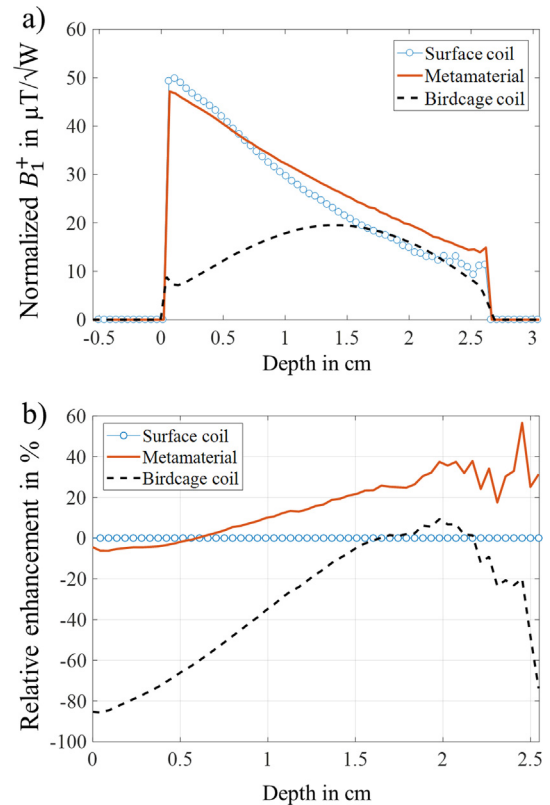 a)
Normalized B₁⁺ in µT/√W
60
50
40
30
20
10
0
Surface coil
Metamaterial
Birdcage coil
-0.5 0 0.5 1 1.5 2 2.5 3
Depth in cm
b)
Relative enhancement in %
60
40
20
0
-20
-40
-60
-80
-100
Surface coil
Metamaterial
Birdcage coil
0 0.5 1 1.5 2 2.5
Depth in cm